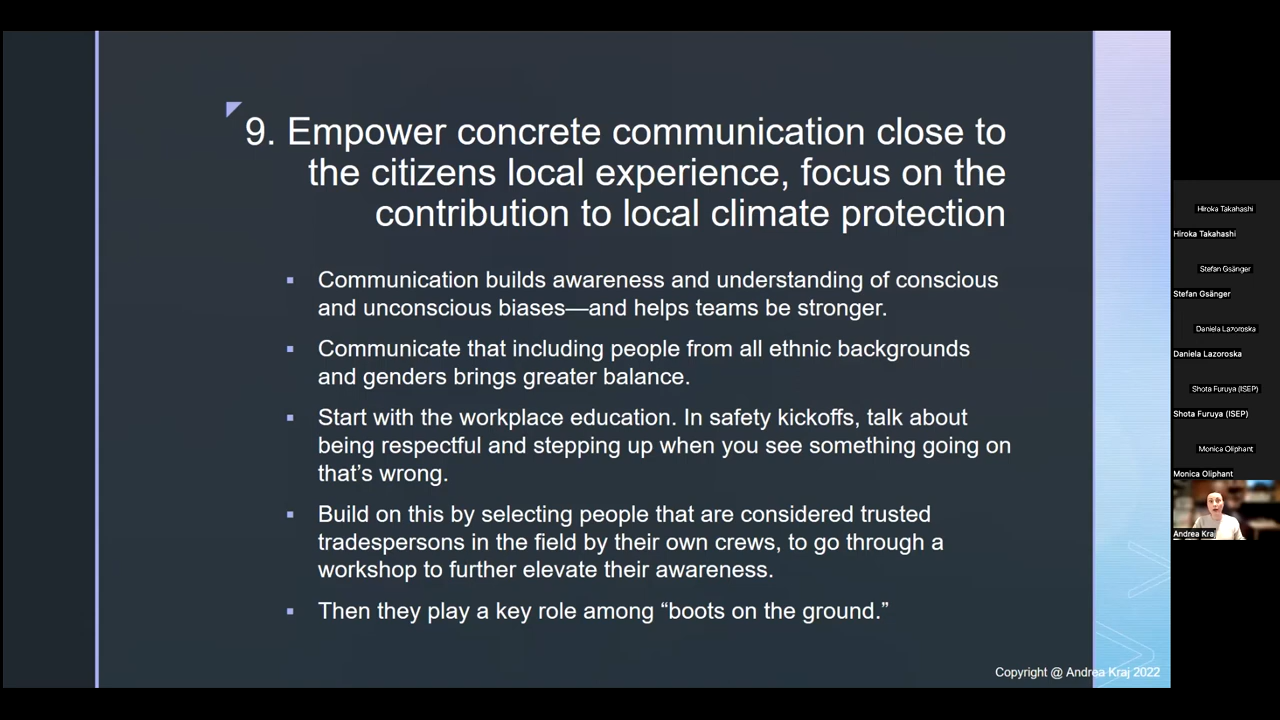 9. Empower concrete communication close to
the citizens local experience, focus on the
contribution to local climate protection
▪ Communication builds awareness and understanding of conscious
and unconscious biases—and helps teams be stronger.
▪ Communicate that including people from all ethnic backgrounds
and genders brings greater balance.
▪ Start with the workplace education. In safety kickoffs, talk about
being respectful and stepping up when you see something going on
that’s wrong.
▪ Build on this by selecting people that are considered trusted
tradespersons in the field by their own crews, to go through a
workshop to further elevate their awareness.
▪ Then they play a key role among “boots on the ground.”
Copyright @ Andrea Kraj 2022
Hiroka Takahashi
Hiroka Takahashi
Stefan Gsänger
Stefan Gsänger
Daniela Lazoroska
Daniela Lazoroska
Shota Furuya (ISEP)
Shota Furuya (ISEP)
Monica Oliphant
Monica Oliphant
Andrea Kraj